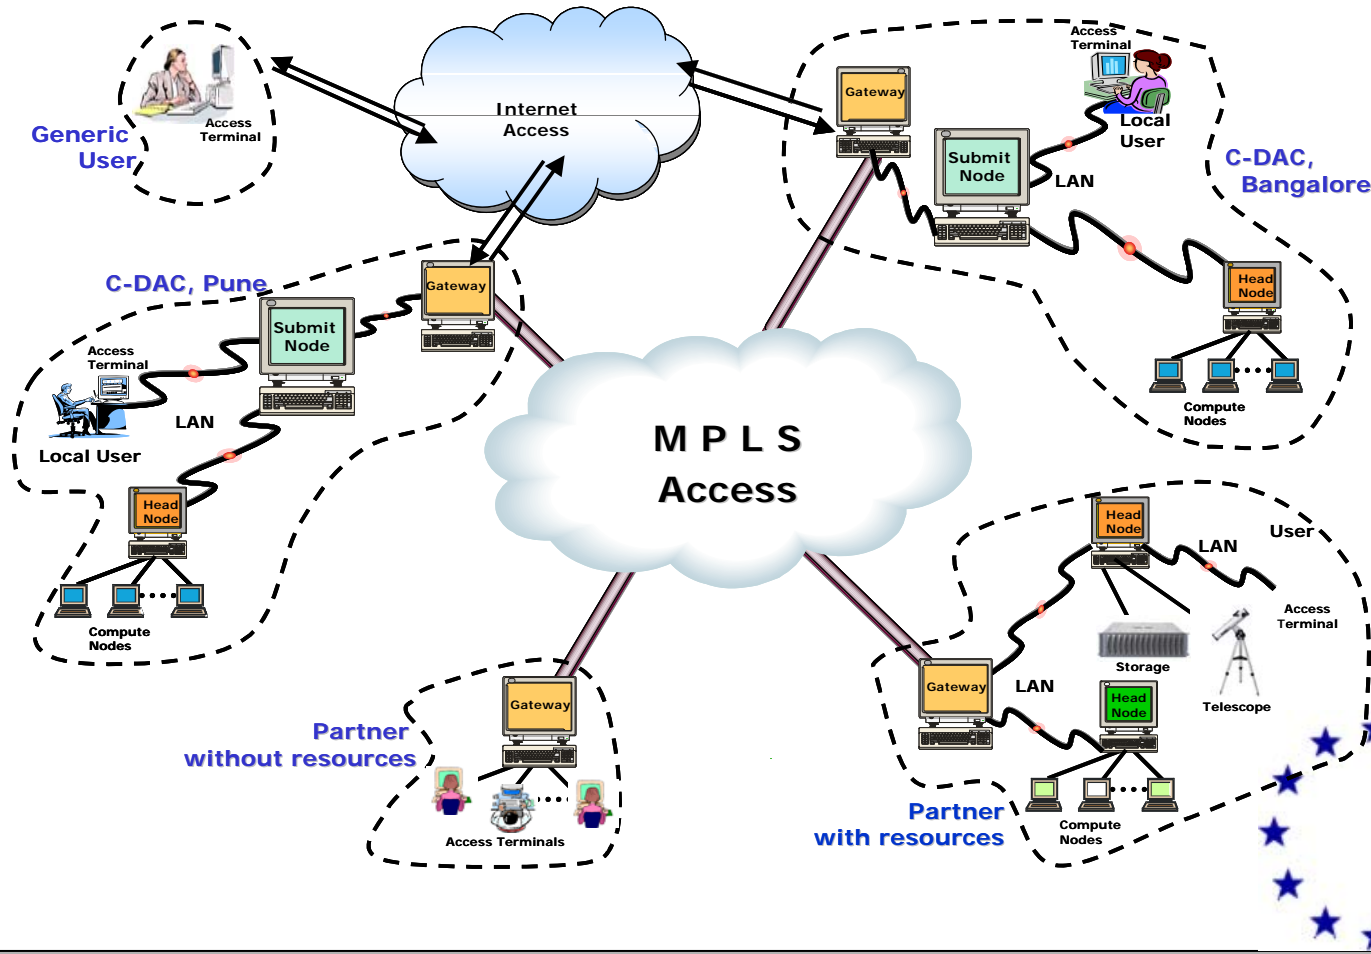 Access
Terminal
Generic
User
Internet
Access
Access
Terminal
Gateway
Local
User
Submit
Node
LAN
C-DAC,
Bangalore
Head
Node
Compute
Nodes
C-DAC, Pune
Gateway
Submit
Node
Access
Terminal
LAN
Local User
Head
Node
Compute
Nodes
M P L S
Access
Head
Node
User
LAN
Access
Terminal
Storage
Telescope
Gateway
LAN
Head
Node
Compute
Nodes
Partner
with resources
Gateway
Partner
without resources
Access Terminals